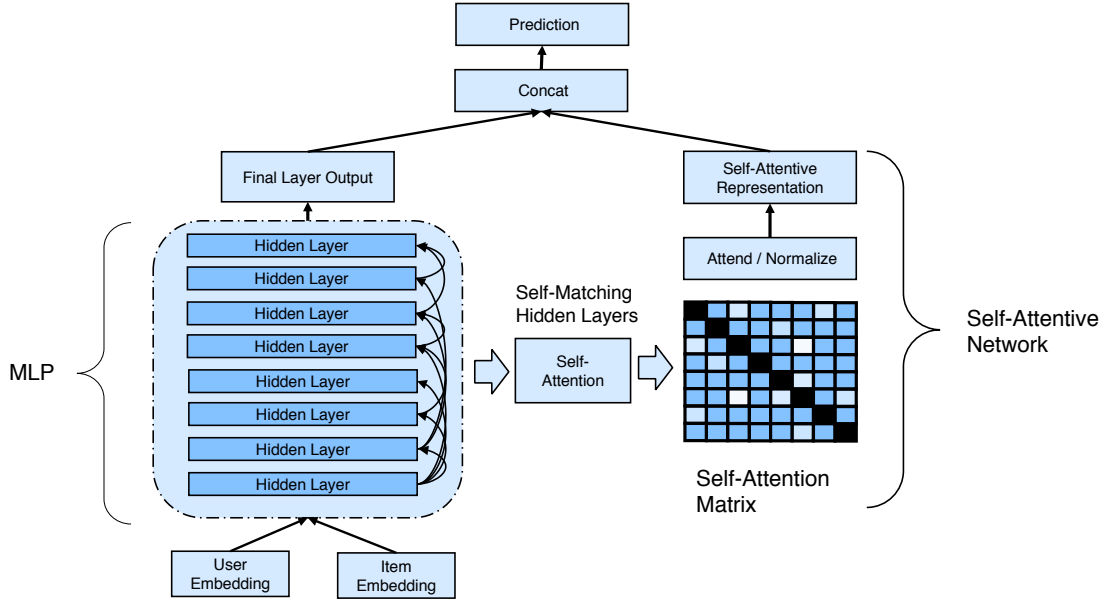 Prediction
Concat
Final Layer Output
Self-Attentive
Representation
Hidden Layer
Hidden Layer
Hidden Layer
Hidden Layer
Hidden Layer
Hidden Layer
Hidden Layer
Hidden Layer
MLP
Self-Matching
Hidden Layers
Self-
Attention
Attend / Normalize
Self-Attention
Matrix
Self-Attentive
Network
User
Embedding
Item
Embedding